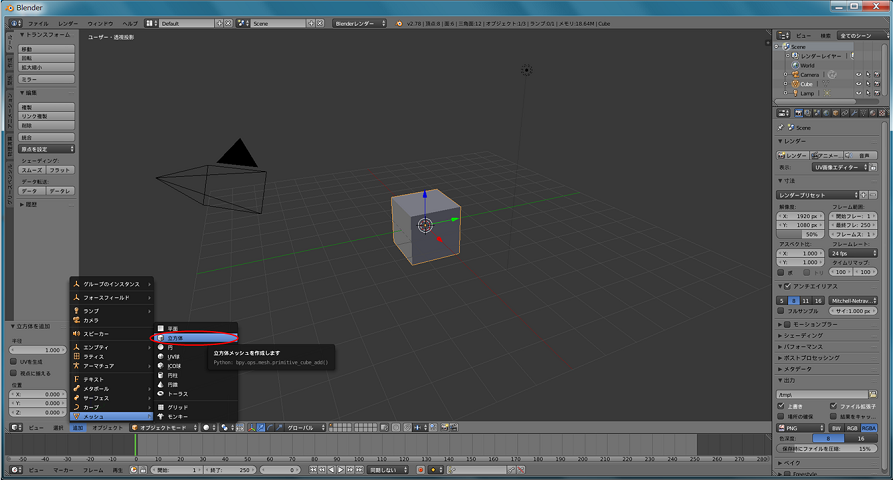 Blender
ファイル レンダー ウィンドウ ヘルプ Default Scene Blenderレンダー v2.78 | 頂点:8 | 面:6 | 三角面:12 | オブジェクト:1/3 | ランプ:0/1 | メモリ:18.64M | Cube
ユーザー・透視投影
トランスフォーム
移動
回転
拡大縮小
ミラー
編集
複製
リンク複製
削除
統合
原点を設定
シェーディング:
スムーズ フラット
データ転送:
データ データレ
履歴
立方体を追加
半径
1.000
UVを生成
視点に揃える
位置
X: 0.000
Y: 0.000
Z: 0.000
グループのインスタンス
フォースフィールド
ランプ
カメラ
スピーカー
エンプティ
ラティス
アーマチュア
テキスト
メタボール
サーフェス
カーブ
メッシュ
平面
立方体
円
UV球
ICO球
円柱
円錐
トーラス
グリッド
モンキー
立方体メッシュを作成します
Python: bpy.ops.mesh.primitive_cube_add()
ビュー 選択 追加 オブジェクト オブジェクトモード グローバル
-50 -40 -30 -20 -10 0 10 20 30 40 50 60 70 80 90 100 110 120 130 140 150 160 170 180 190 200 210 220 230 240 250 260 270 280
ビュー マーカー フレーム 再生 開始: 1 終了: 250 0 同期しない
ビュー 検索 全てのシーン
Scene
レンダーレイヤー
World
Camera
Cube
Lamp
Scene
レンダー
レンダー アニメー 音声
表示: UV画像エディター
寸法
レンダープリセット
解像度: フレーム範囲:
X: 1920 px 開始フレー: 1
Y: 1080 px 最終フレ: 250
50% フレームス: 1
アスペクト比: フレームレート:
X: 1.000 24 fps
Y: 1.000 タイムリマップ:
100 100
アンチエイリアス
5 8 11 16 Mitchell-Netrav
フルサンプル サイ: 1.000 px
モーションブラー
シェーディング
パフォーマンス
ポストプロセッシング
メタデータ
出力
/tmp\
上書き ファイル拡張子
場所の確保 結果をキャッ
PNG BW RGB RGBA
色深度: 8 16
保存時にファイルを圧縮: 15%
ベイク
Freestyle